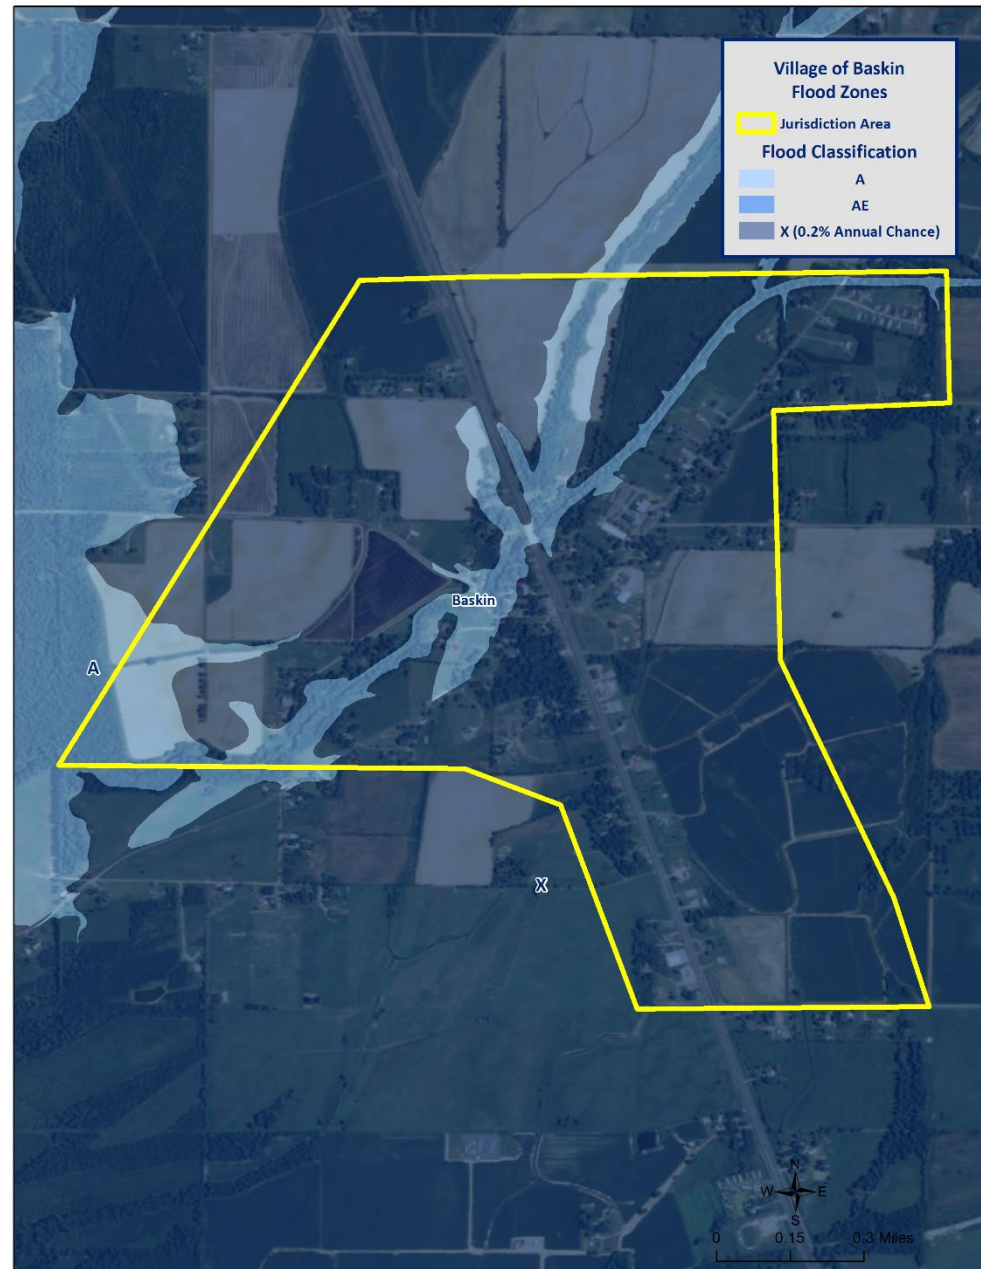 Village of Baskin
Flood Zones
Jurisdiction Area
Flood Classification
A
AE
X (0.2% Annual Chance)
Baskin
A
X
N
W E
S
0 0.15 0.3 Miles